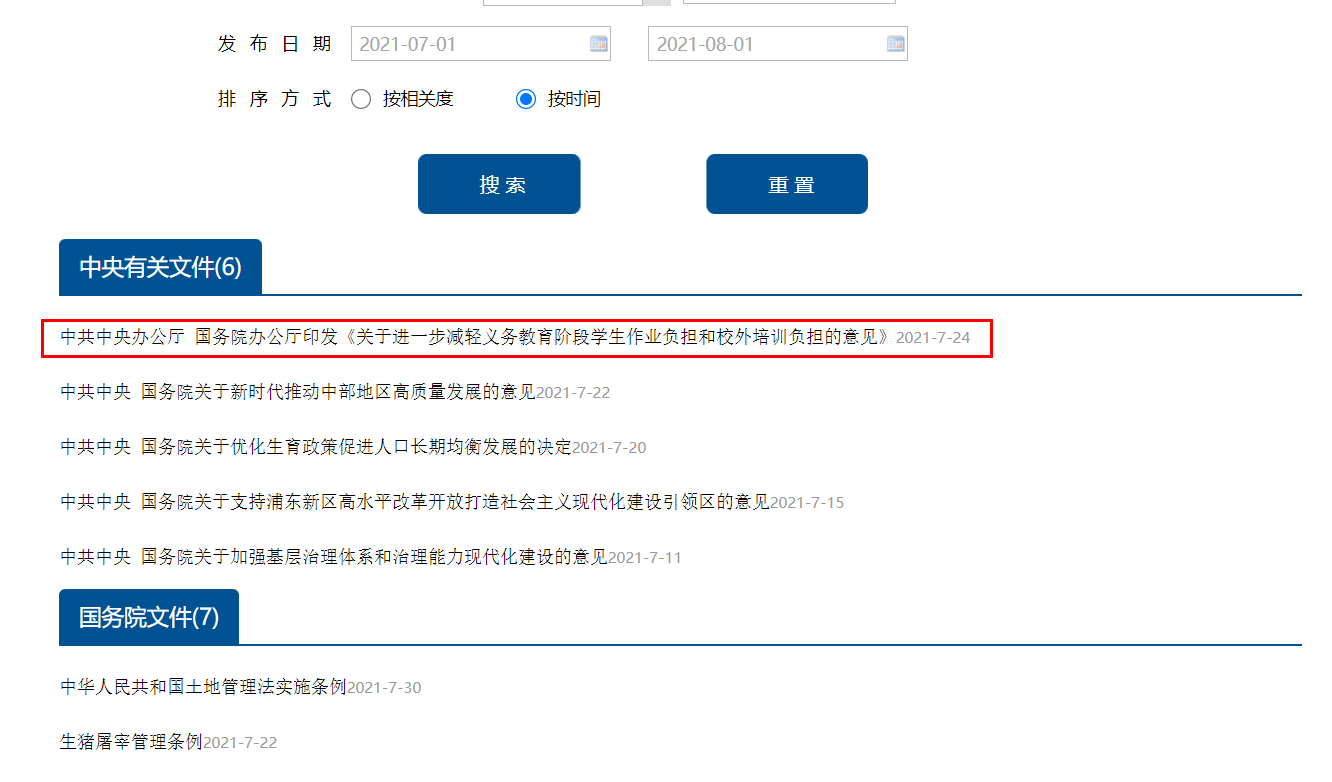 发 布 日 期 2021-07-01 2021-08-01
排 序 方 式 按相关度 按时间
搜 索 重 置
中央有关文件(6)
中共中央办公厅 国务院办公厅印发《关于进一步减轻义务教育阶段学生作业负担和校外培训负担的意见》2021-7-24
中共中央 国务院关于新时代推动中部地区高质量发展的意见2021-7-22
中共中央 国务院关于优化生育政策促进人口长期均衡发展的决定2021-7-20
中共中央 国务院关于支持浦东新区高水平改革开放打造社会主义现代化建设引领区的意见2021-7-15
中共中央 国务院关于加强基层治理体系和治理能力现代化建设的意见2021-7-11
国务院文件(7)
中华人民共和国土地管理法实施条例2021-7-30
生猪屠宰管理条例2021-7-22